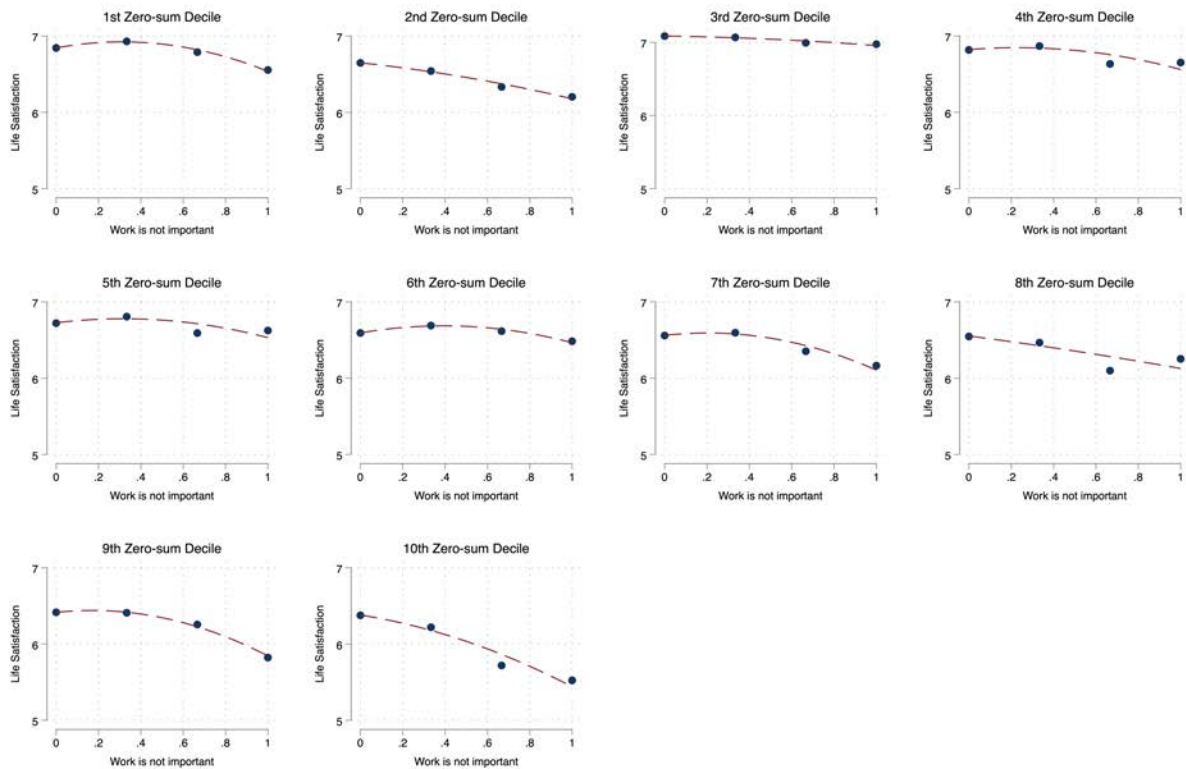 1st Zero-sum Decile
7
6
5
Life Satisfaction
0 .2 .4 .6 .8 1
Work is not important
2nd Zero-sum Decile
7
6
5
Life Satisfaction
0 .2 .4 .6 .8 1
Work is not important
3rd Zero-sum Decile
7
6
5
Life Satisfaction
0 .2 .4 .6 .8 1
Work is not important
4th Zero-sum Decile
7
6
5
Life Satisfaction
0 .2 .4 .6 .8 1
Work is not important
5th Zero-sum Decile
7
6
5
Life Satisfaction
0 .2 .4 .6 .8 1
Work is not important
6th Zero-sum Decile
7
6
5
Life Satisfaction
0 .2 .4 .6 .8 1
Work is not important
7th Zero-sum Decile
7
6
5
Life Satisfaction
0 .2 .4 .6 .8 1
Work is not important
8th Zero-sum Decile
7
6
5
Life Satisfaction
0 .2 .4 .6 .8 1
Work is not important
9th Zero-sum Decile
7
6
5
Life Satisfaction
0 .2 .4 .6 .8 1
Work is not important
10th Zero-sum Decile
7
6
5
Life Satisfaction
0 .2 .4 .6 .8 1
Work is not important